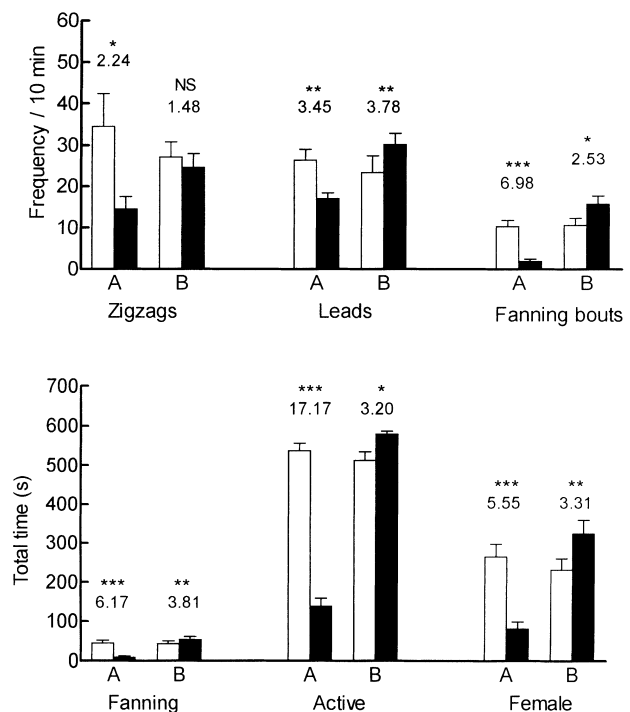 60
50
40
30
20
10
0
Frequency / 10 min
* NS ** ** *** *
2.24 1.48 3.45 3.78 6.98 2.53
A B A B A B
Zigzags Leads Fanning bouts
700
600
500
400
300
200
100
0
Total time (s)
*** ** *** * *** **
6.17 3.81 17.17 3.20 5.55 3.31
A B A B A B
Fanning Active Female